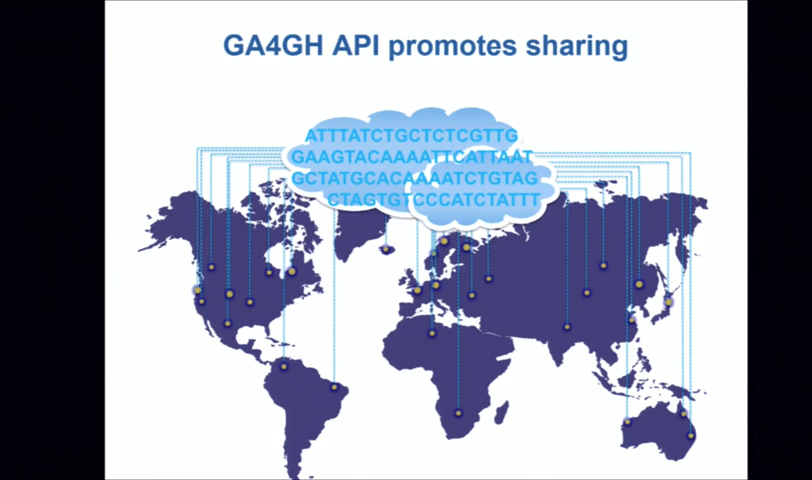 GA4GH API promotes sharing
ATTTATCTGCTCTCGTTG
GAAGTACAAAATTCATTAAT
GCTATGCACAAAATCTGTAG
CTAGTGTCCCATCTATTT